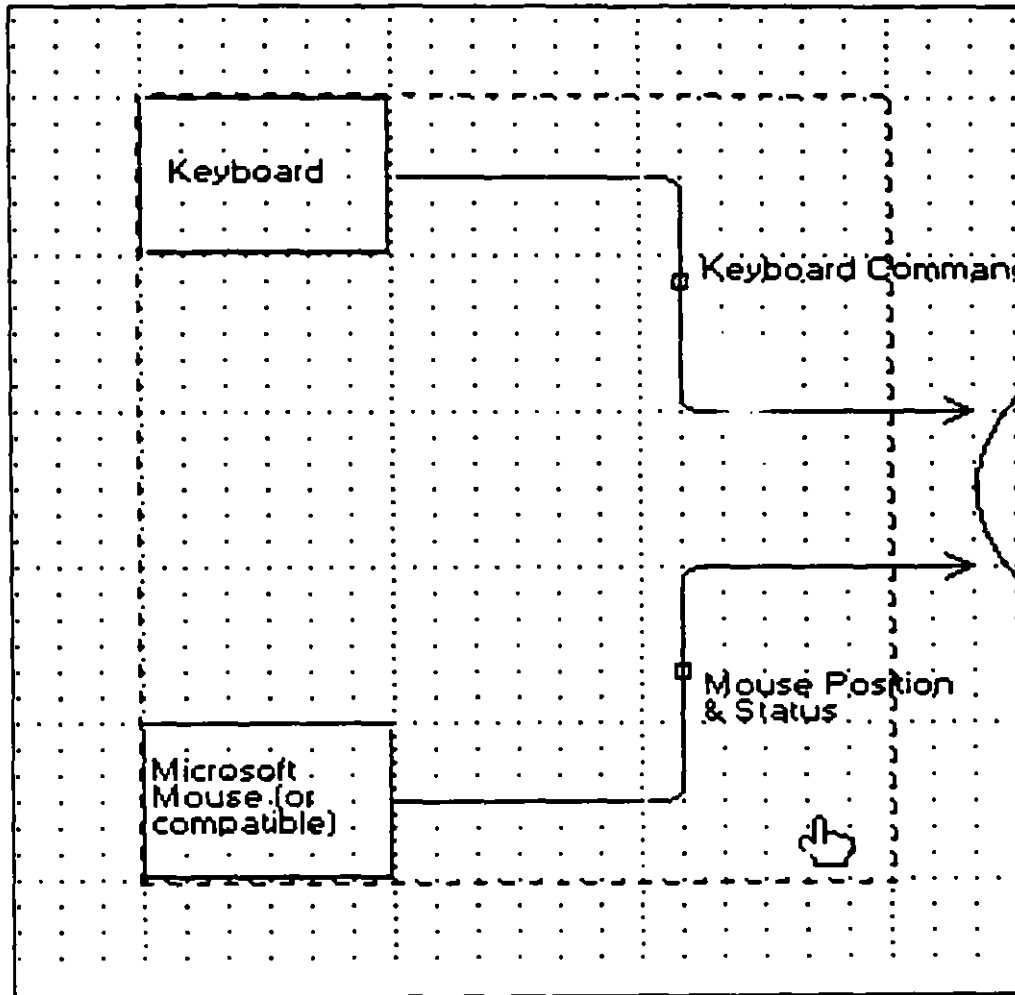 Keyboard
Keyboard
Mouse Position
& Status
Microsoft
Mouse (or
compatible)